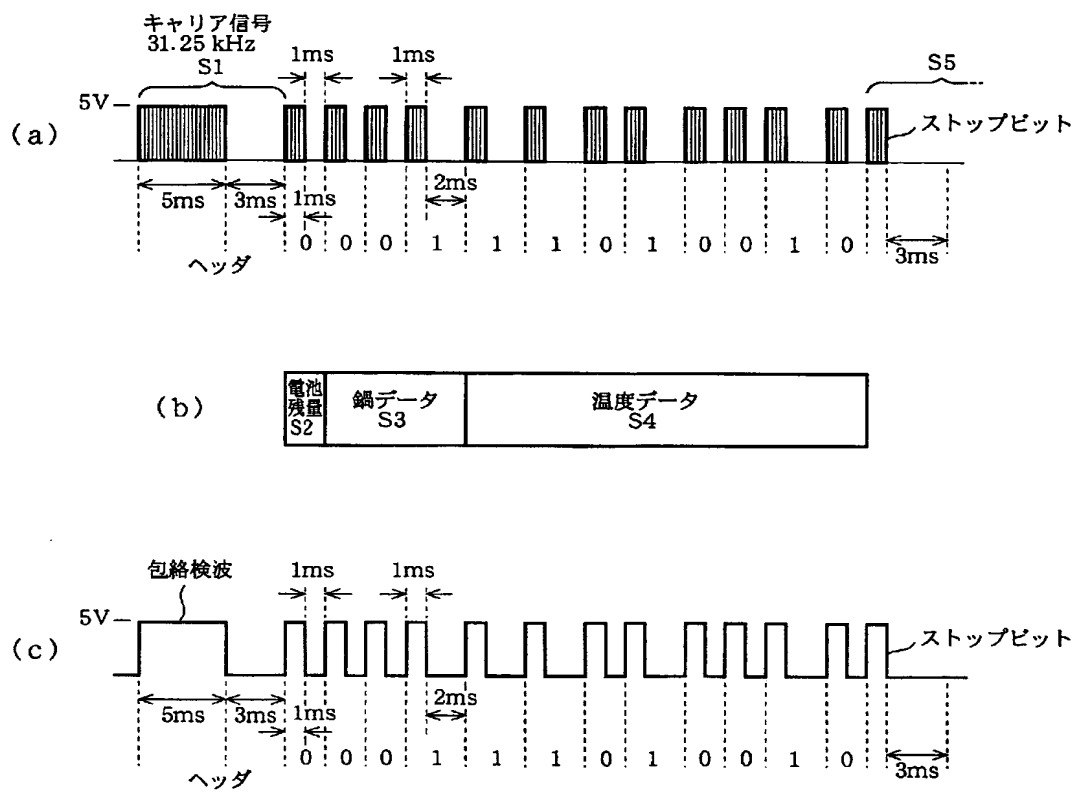 キャリア信号
31.25 kHz
S1
1ms
1ms
S5
5V
(a)
ストップビット
5ms
3ms
1ms
2ms
0 0 0 1 1 1 0 1 0 0 1 0
3ms
ヘッダ
(b)
電池
残量
S2
鍋データ
S3
温度データ
S4
包絡検波
1ms
1ms
5V
(c)
ストップビット
5ms
3ms
1ms
2ms
0 0 0 1 1 1 0 1 0 0 1 0
3ms
ヘッダ